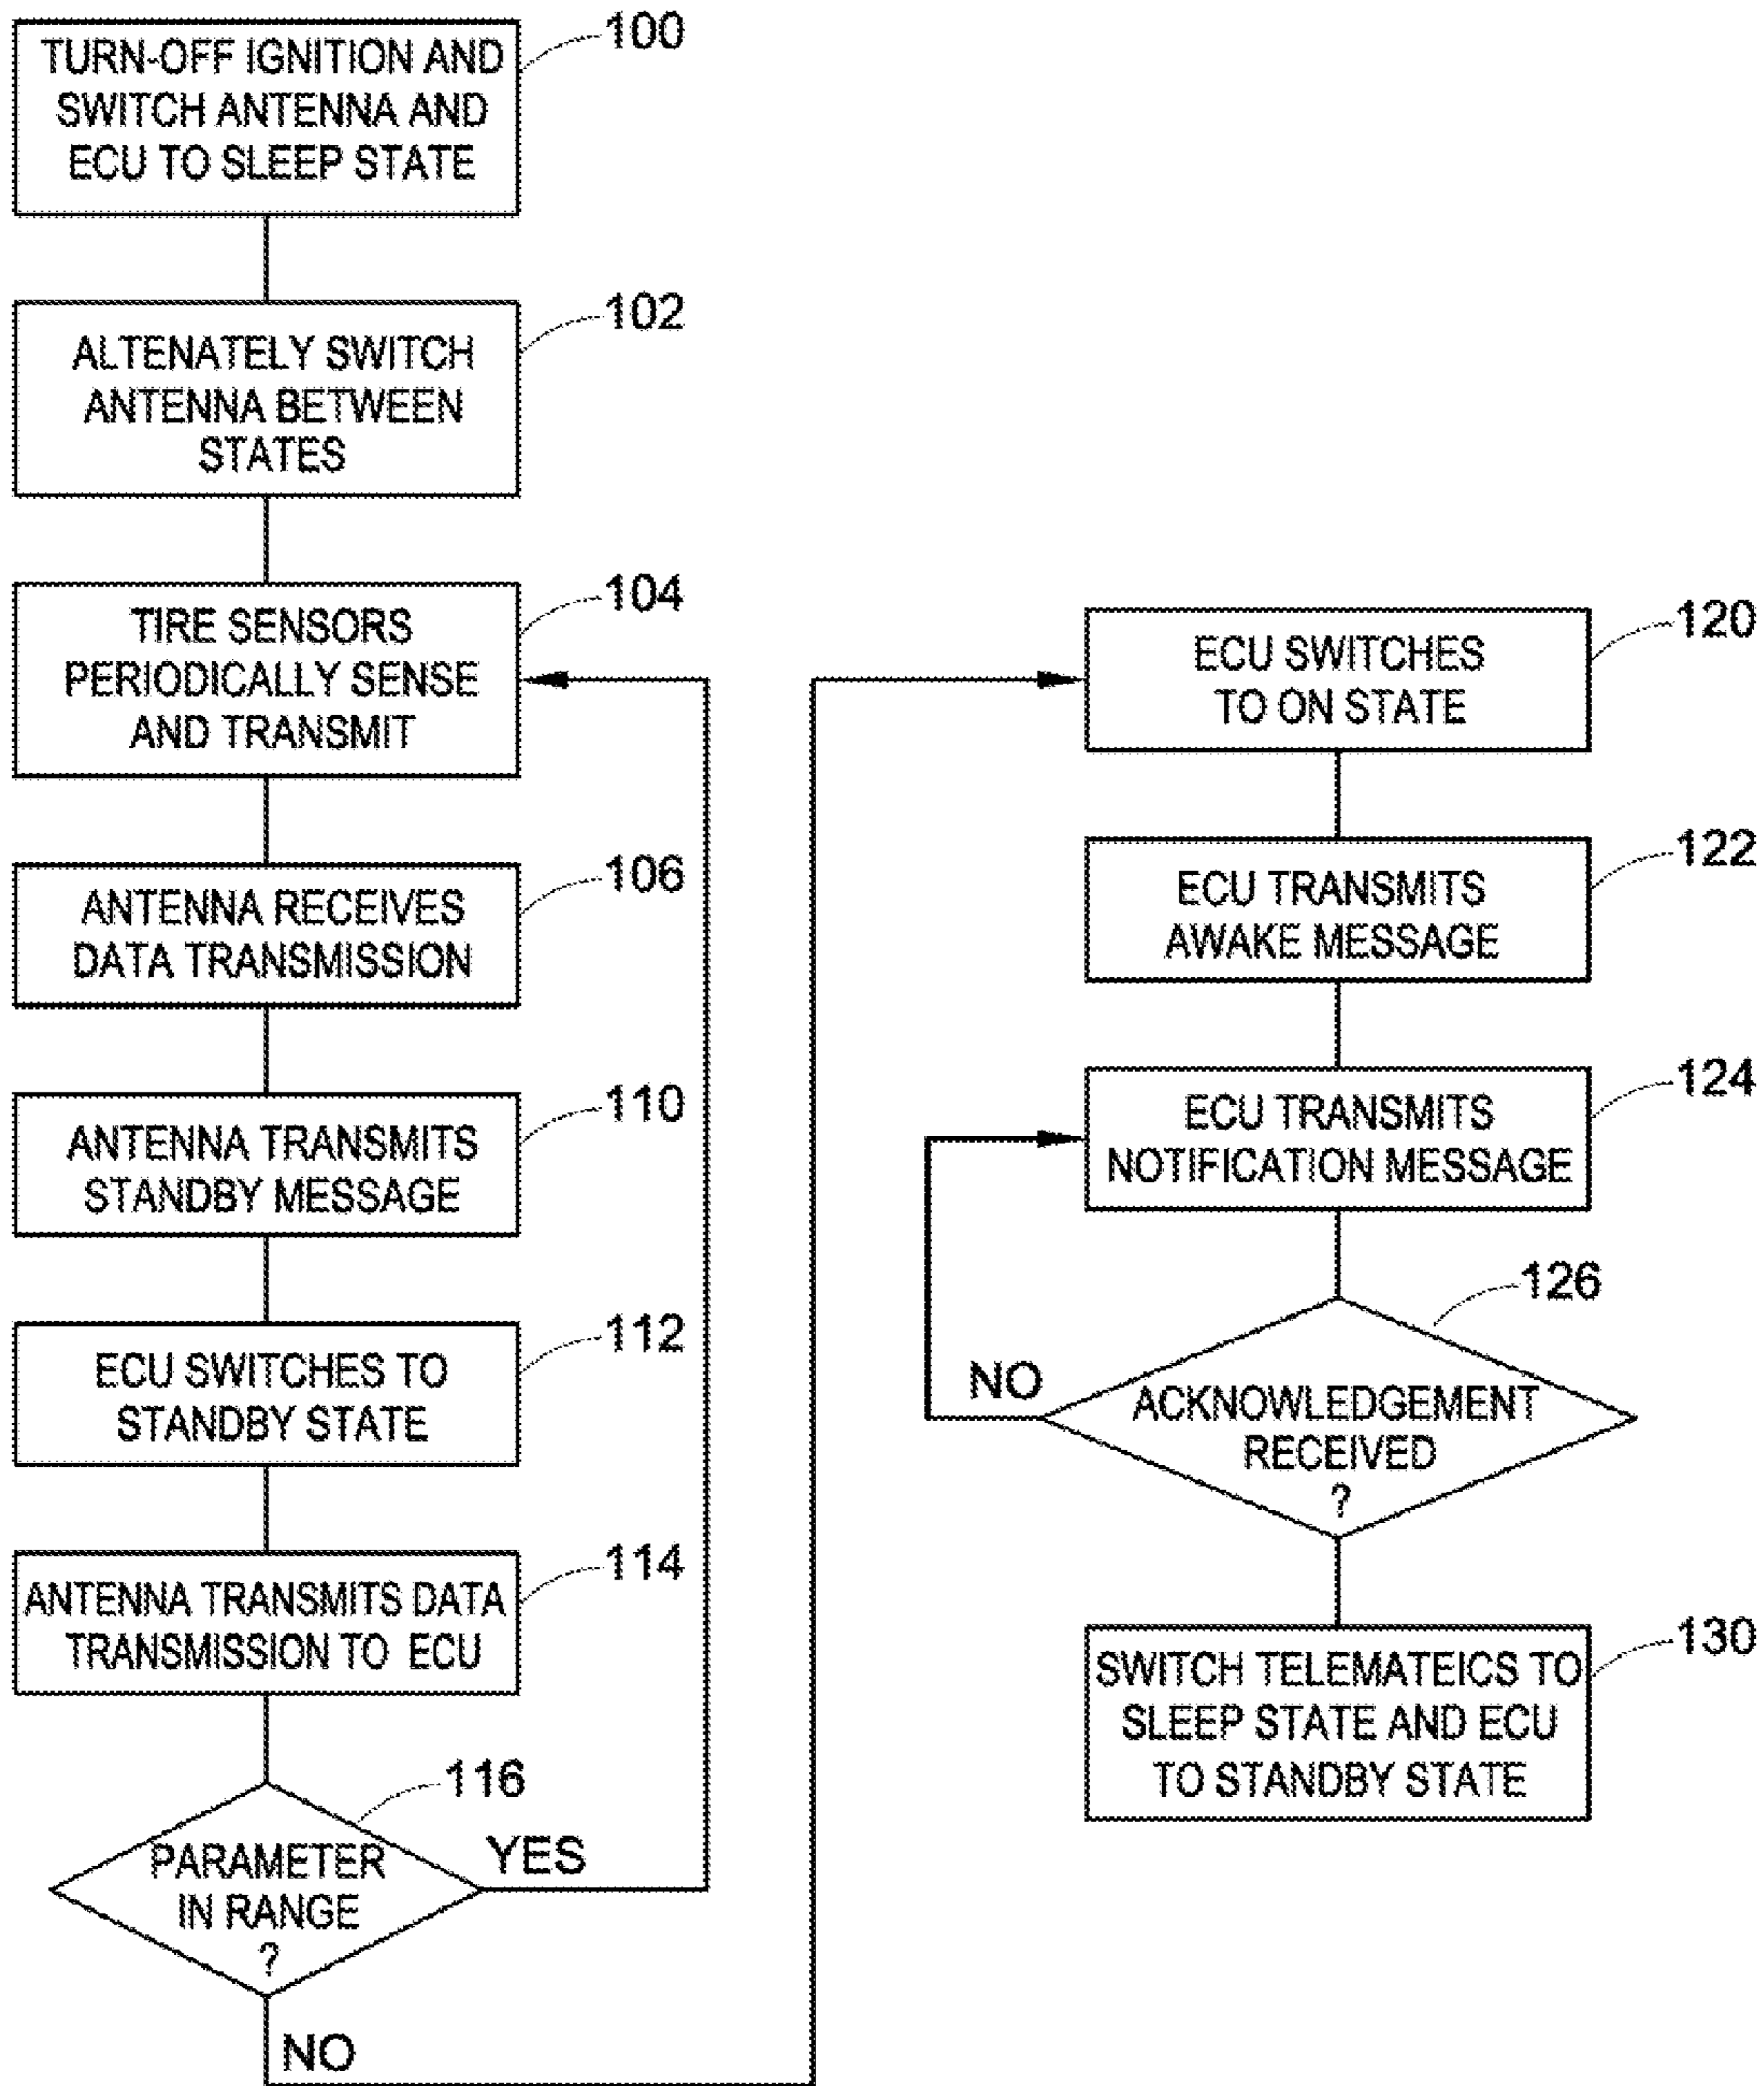 100
TURN-OFF IGNITION AND
SWITCH ANTENNA AND
ECU TO SLEEP STATE
102
ALTENATELY SWITCH
ANTENNA BETWEEN
STATES
104
TIRE SENSORS
PERIODICALLY SENSE
AND TRANSMIT
106
ANTENNA RECEIVES
DATA TRANSMISSION
110
ANTENNA TRANSMITS
STANDBY MESSAGE
112
ECU SWITCHES TO
STANDBY STATE
114
ANTENNA TRANSMITS DATA
TRANSMISSION TO ECU
116
PARAMETER
IN RANGE
?
YES
NO
120
ECU SWITCHES
TO ON STATE
122
ECU TRANSMITS
AWAKE MESSAGE
124
ECU TRANSMITS
NOTIFICATION MESSAGE
126
NO
ACKNOWLEDGEMENT
RECEIVED
?
130
SWITCH TELEMATEICS TO
SLEEP STATE AND ECU
TO STANDBY STATE